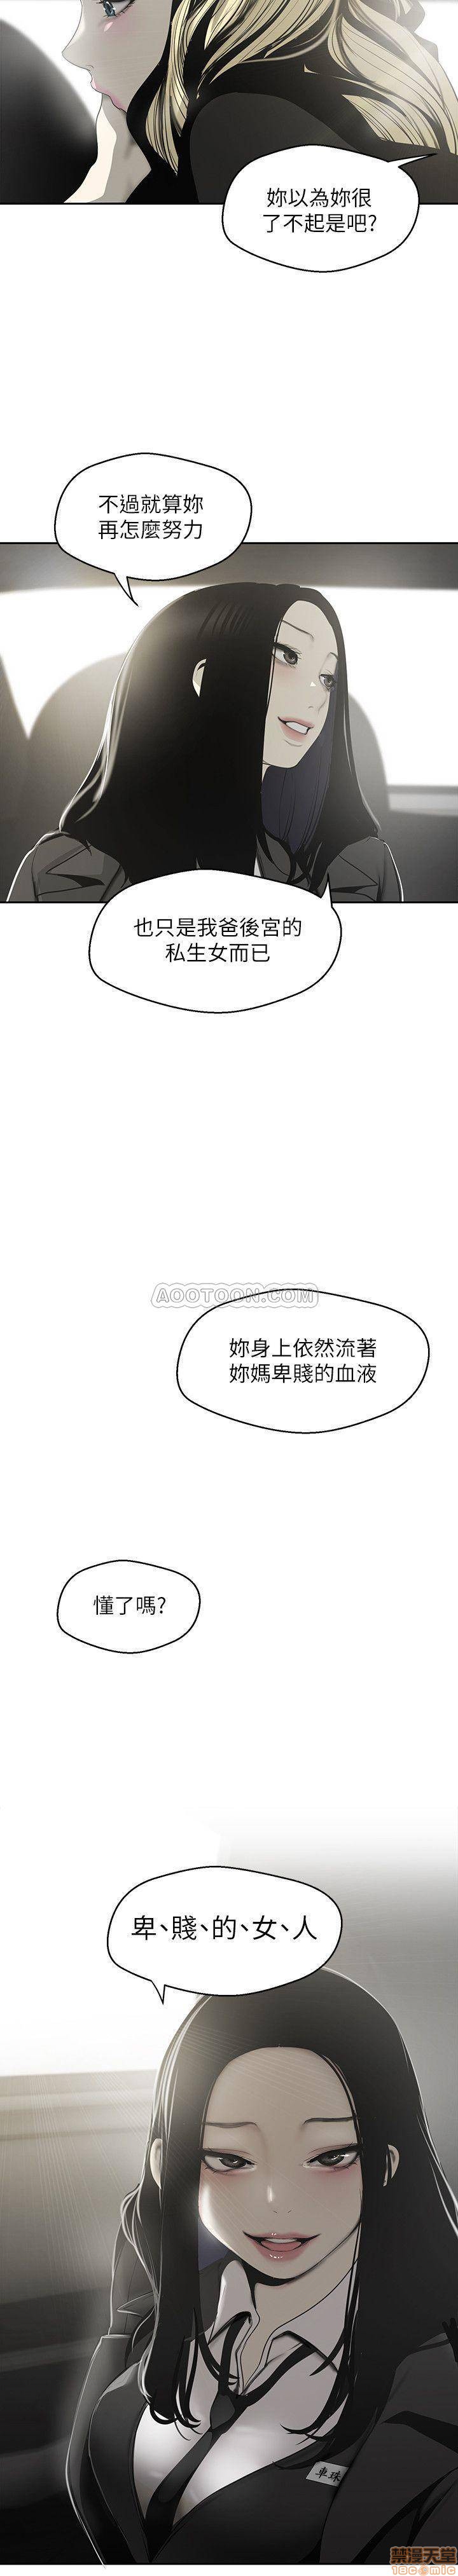 妳以為妳很
了不起是吧?
不過就算妳
再怎麼努力
也只是我爸後宮的
私生女而已
AOOTOON.COM
妳身上依然流著
妳媽卑賤的血液
懂了嗎?
卑、賤、的、女、人
車珠
禁漫天堂